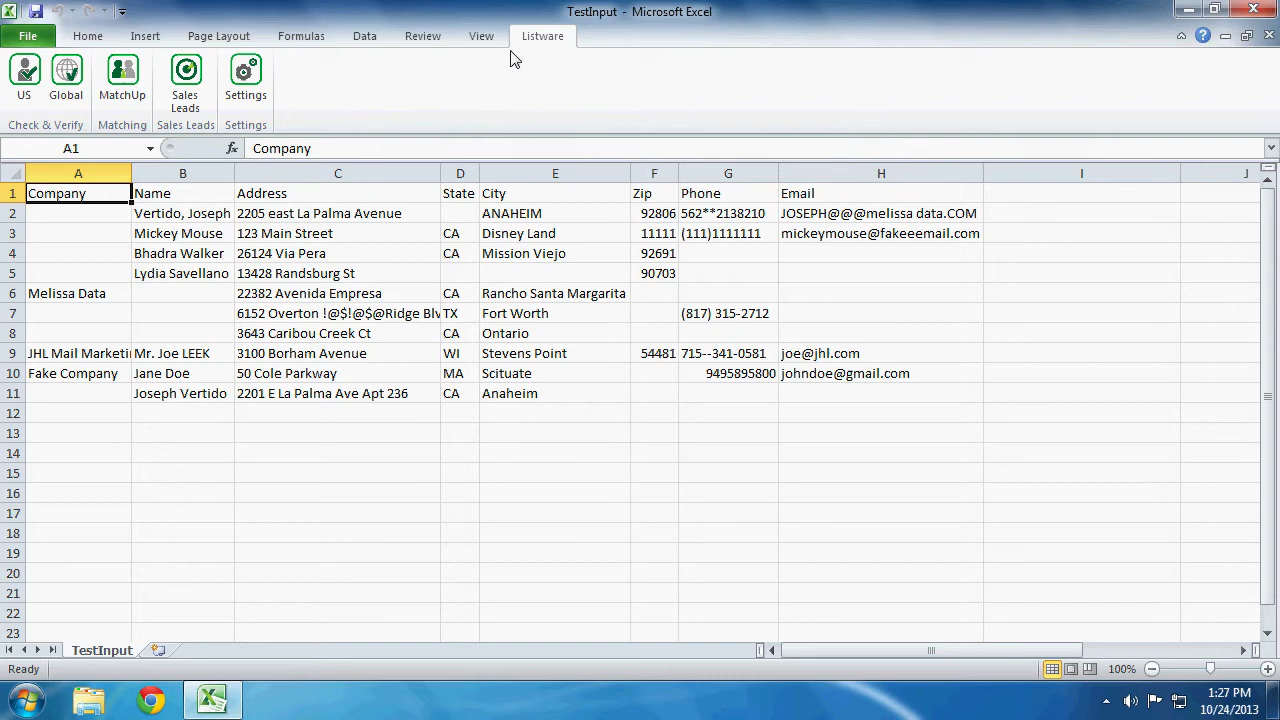 TestInput - Microsoft Excel
File Home Insert Page Layout Formulas Data Review View Listware
US Global MatchUp Sales Leads Settings
Check & Verify Matching Sales Leads Settings
A1 fx Company
A B C D E F G H I J
1 Company Name Address State City Zip Phone Email
2 Vertido, Joseph 2205 east La Palma Avenue ANAHEIM 92806 562**2138210 JOSEPH@@@melissa data.COM
3 Mickey Mouse 123 Main Street CA Disney Land 11111 (111)1111111 mickeymouse@fakeeemail.com
4 Bhadra Walker 26124 Via Pera CA Mission Viejo 92691
5 Lydia Savellano 13428 Randsburg St 90703
6 Melissa Data 22382 Avenida Empresa CA Rancho Santa Margarita
7 6152 Overton !@$!@$@Ridge Blv TX Fort Worth (817) 315-2712
8 3643 Caribou Creek Ct CA Ontario
9 JHL Mail Marketin Mr. Joe LEEK 3100 Borham Avenue WI Stevens Point 54481 715--341-0581 joe@jhl.com
10 Fake Company Jane Doe 50 Cole Parkway MA Scituate 9495895800 johndoe@gmail.com
11 Joseph Vertido 2201 E La Palma Ave Apt 236 CA Anaheim
12
13
14
15
16
17
18
19
20
21
22
23
TestInput
Ready 100%
1:27 PM
10/24/2013